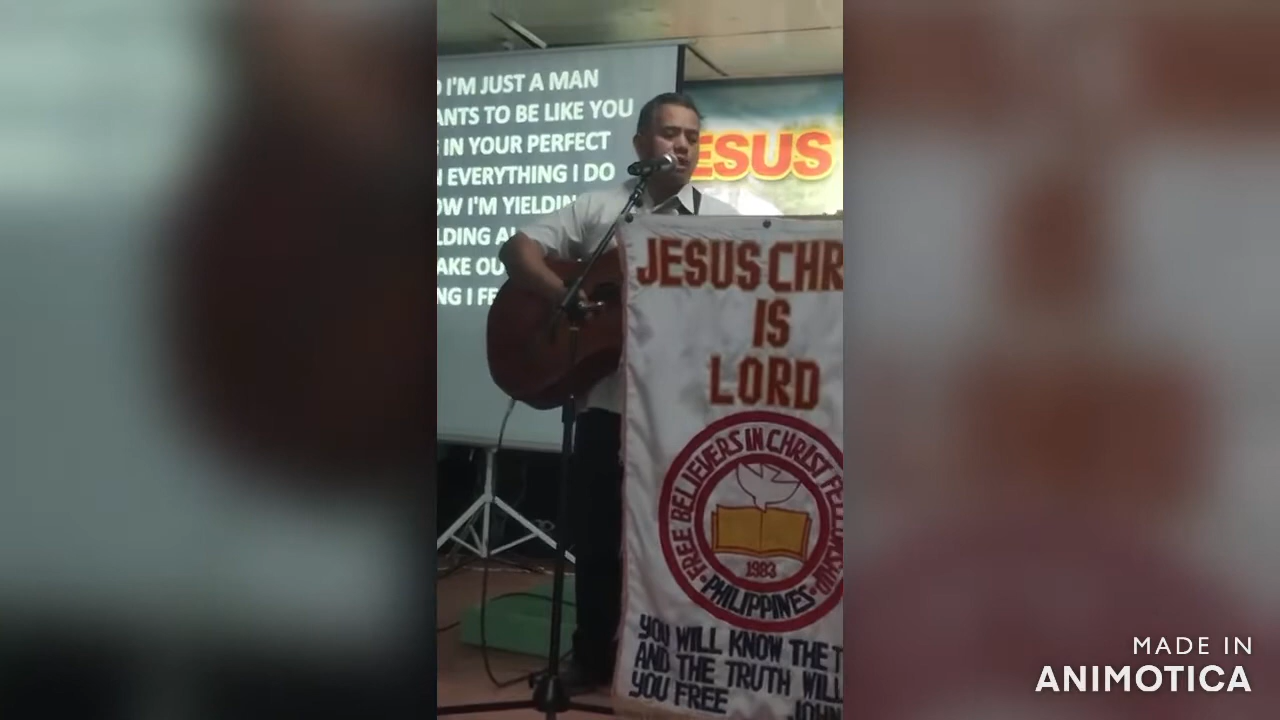 I'M JUST A MAN
ANTS TO BE LIKE YOU
IN YOUR PERFECT
EVERYTHING I DO
OW I'M YIELDIN
LDING A
AKE OU
NG I FE
ESUS
JESUS CHR
IS
LORD
FREE BELIEVERS IN CHRIST FELLOWSHIP
1983
PHILIPPINES
YOU WILL KNOW THE T
AND THE TRUTH WILL
YOU FREE
JOHN
MADE IN
ANIMOTICA